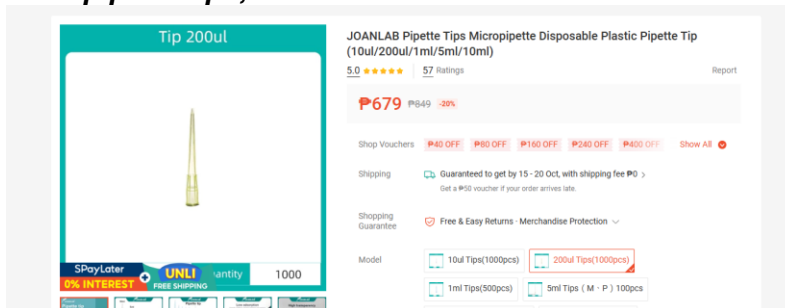 Tip 200ul
JOANLAB Pipette Tips Micropipette Disposable Plastic Pipette Tip
(10ul/200ul/1ml/5ml/10ml)
5.0 ★★★★★ 57 Ratings Report
₱679 ₱849 -20%
Shop Vouchers ₱40 OFF ₱80 OFF ₱160 OFF ₱240 OFF ₱400 OFF Show All
Shipping Guaranteed to get by 15 - 20 Oct, with shipping fee ₱0 >
Get a ₱50 voucher if your order arrives late.
Shopping Guarantee Free & Easy Returns · Merchandise Protection
Model 10ul Tips(1000pcs) 200ul Tips(1000pcs)
1ml Tips(500pcs) 5ml Tips ( M - P ) 100pcs
SPayLater
0% INTEREST
UNLI
FREE SHIPPING
antity 1000